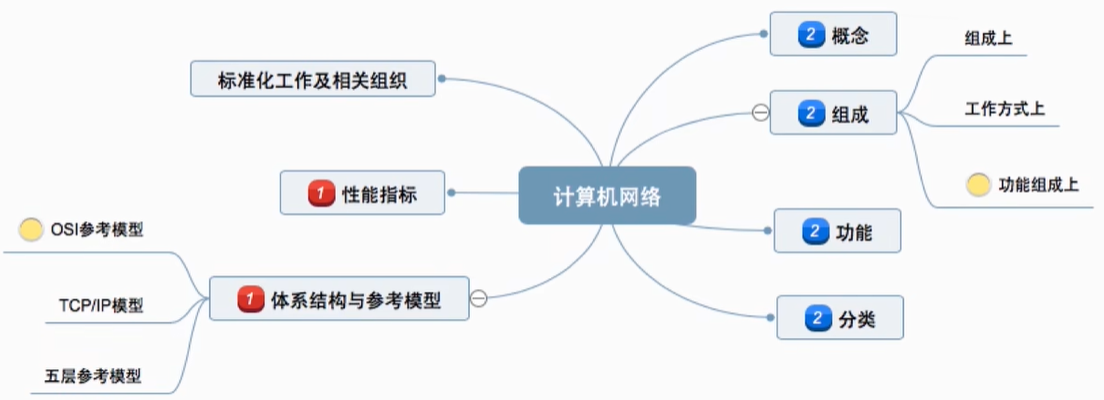 计算机网络
2 概念
2 组成
组成上
工作方式上
功能组成上
2 功能
2 分类
标准化工作及相关组织
1 性能指标
1 体系结构与参考模型
OSI参考模型
TCP/IP模型
五层参考模型